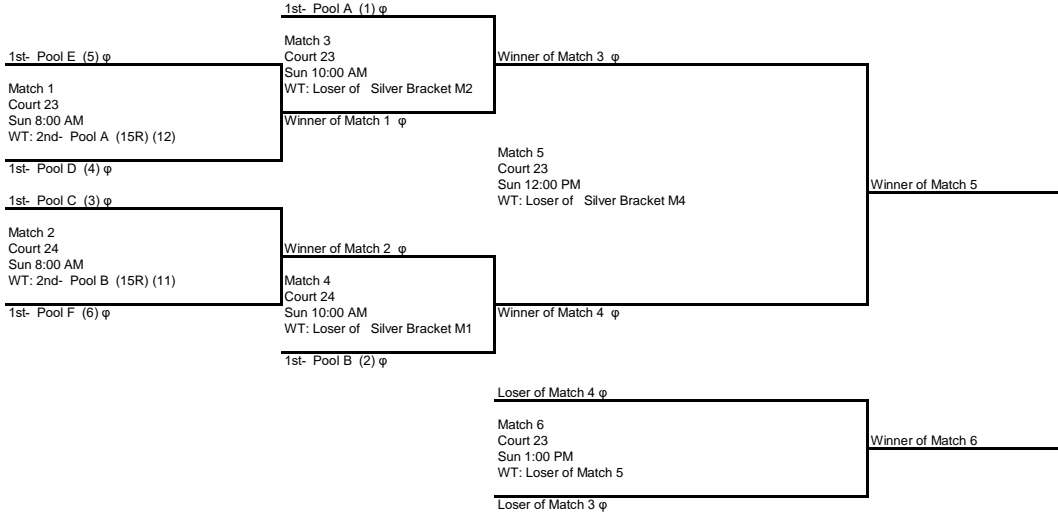 1st-  Pool A  (1) φ
Match 3
Court 23
Sun 10:00 AM
WT: Loser of   Silver Bracket M2
1st-  Pool E  (5) φ
Match 1
Court 23
Sun 8:00 AM
WT: 2nd-  Pool A  (15R) (12)
1st-  Pool D  (4) φ
Winner of Match 1  φ
Winner of Match 3  φ
Match 5
Court 23
Sun 12:00 PM
WT: Loser of   Silver Bracket M4
Winner of Match 5
1st-  Pool C  (3) φ
Match 2
Court 24
Sun 8:00 AM
WT: 2nd-  Pool B  (15R) (11)
1st-  Pool F  (6) φ
Winner of Match 2  φ
Match 4
Court 24
Sun 10:00 AM
WT: Loser of   Silver Bracket M1
1st-  Pool B  (2) φ
Winner of Match 4  φ
Loser of Match 4 φ
Match 6
Court 23
Sun 1:00 PM
WT: Loser of Match 5
Loser of Match 3 φ
Winner of Match 6